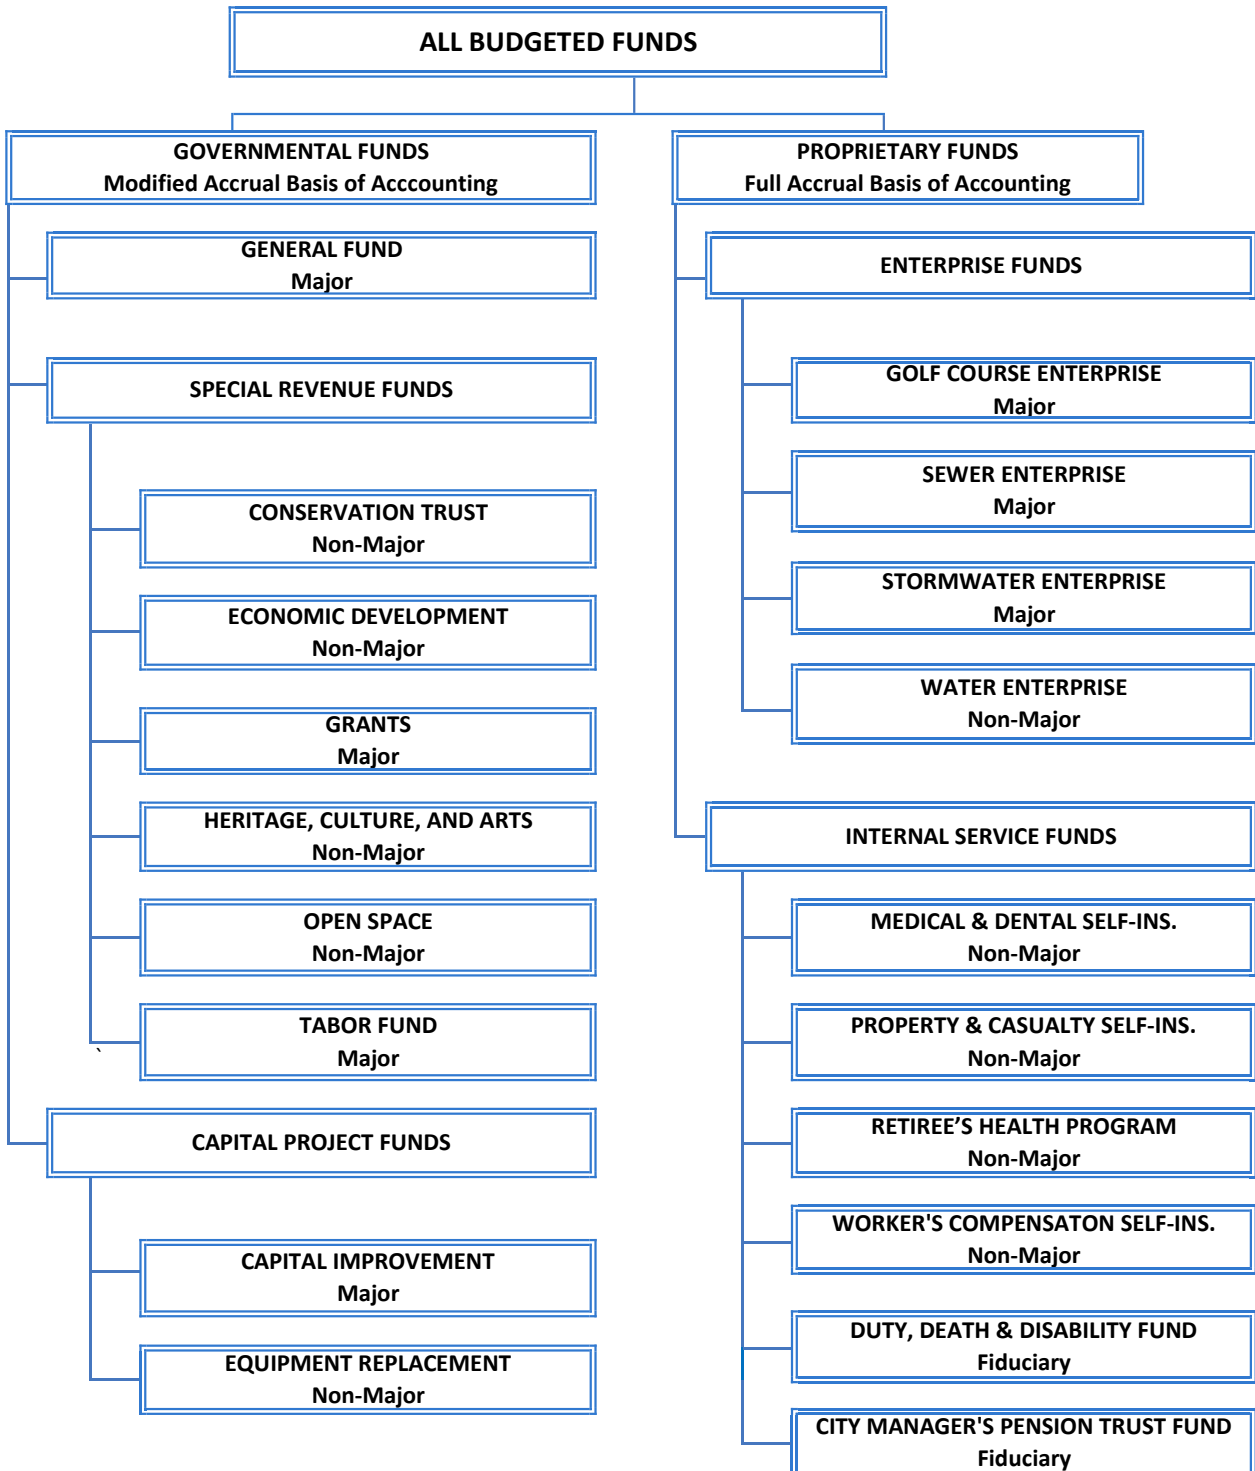 ALL BUDGETED FUNDS
GOVERNMENTAL FUNDS
Modified Accrual Basis of Acccounting
GENERAL FUND
Major
SPECIAL REVENUE FUNDS
CONSERVATION TRUST
Non-Major
ECONOMIC DEVELOPMENT
Non-Major
GRANTS
Major
HERITAGE, CULTURE, AND ARTS
Non-Major
OPEN SPACE
Non-Major
TABOR FUND
Major
`
CAPITAL PROJECT FUNDS
CAPITAL IMPROVEMENT
Major
EQUIPMENT REPLACEMENT
Non-Major
PROPRIETARY FUNDS
Full Accrual Basis of Accounting
ENTERPRISE FUNDS
GOLF COURSE ENTERPRISE
Major
SEWER ENTERPRISE
Major
STORMWATER ENTERPRISE
Major
WATER ENTERPRISE
Non-Major
INTERNAL SERVICE FUNDS
MEDICAL & DENTAL SELF-INS.
Non-Major
PROPERTY & CASUALTY SELF-INS.
Non-Major
RETIREE’S HEALTH PROGRAM
Non-Major
WORKER'S COMPENSATON SELF-INS.
Non-Major
DUTY, DEATH & DISABILITY FUND
Fiduciary
CITY MANAGER'S PENSION TRUST FUND
Fiduciary